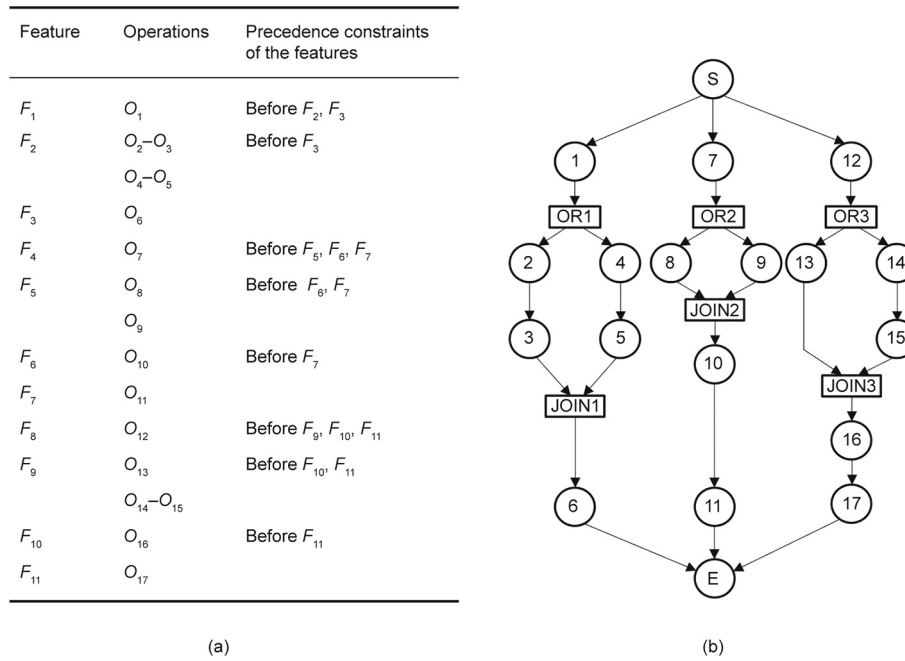 Feature Operations Precedence constraints
of the features
F1 O1 Before F2, F3
F2 O2–O3 Before F3
O4–O5
F3 O6
F4 O7 Before F5, F6, F7
F5 O8 Before F6, F7
O9
F6 O10 Before F7
F7 O11
F8 O12 Before F9, F10, F11
F9 O13 Before F10, F11
O14–O15
F10 O16 Before F11
F11 O17
(a)
S
1 7 12
OR1 OR2 OR3
2 4 8 9 13 14
JOIN2
3 5 15
10
JOIN3
JOIN1
16
6 11 17
E
(b)